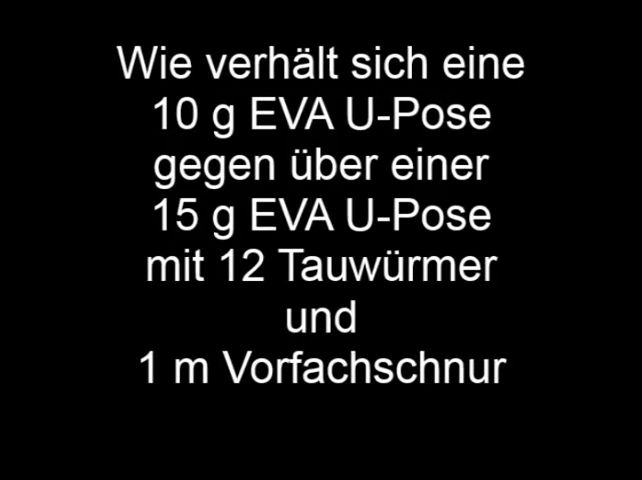 Wie verhält sich eine
10 g EVA U-Pose
gegen über einer
15 g EVA U-Pose
mit 12 Tauwürmer
und
1 m Vorfachschnur